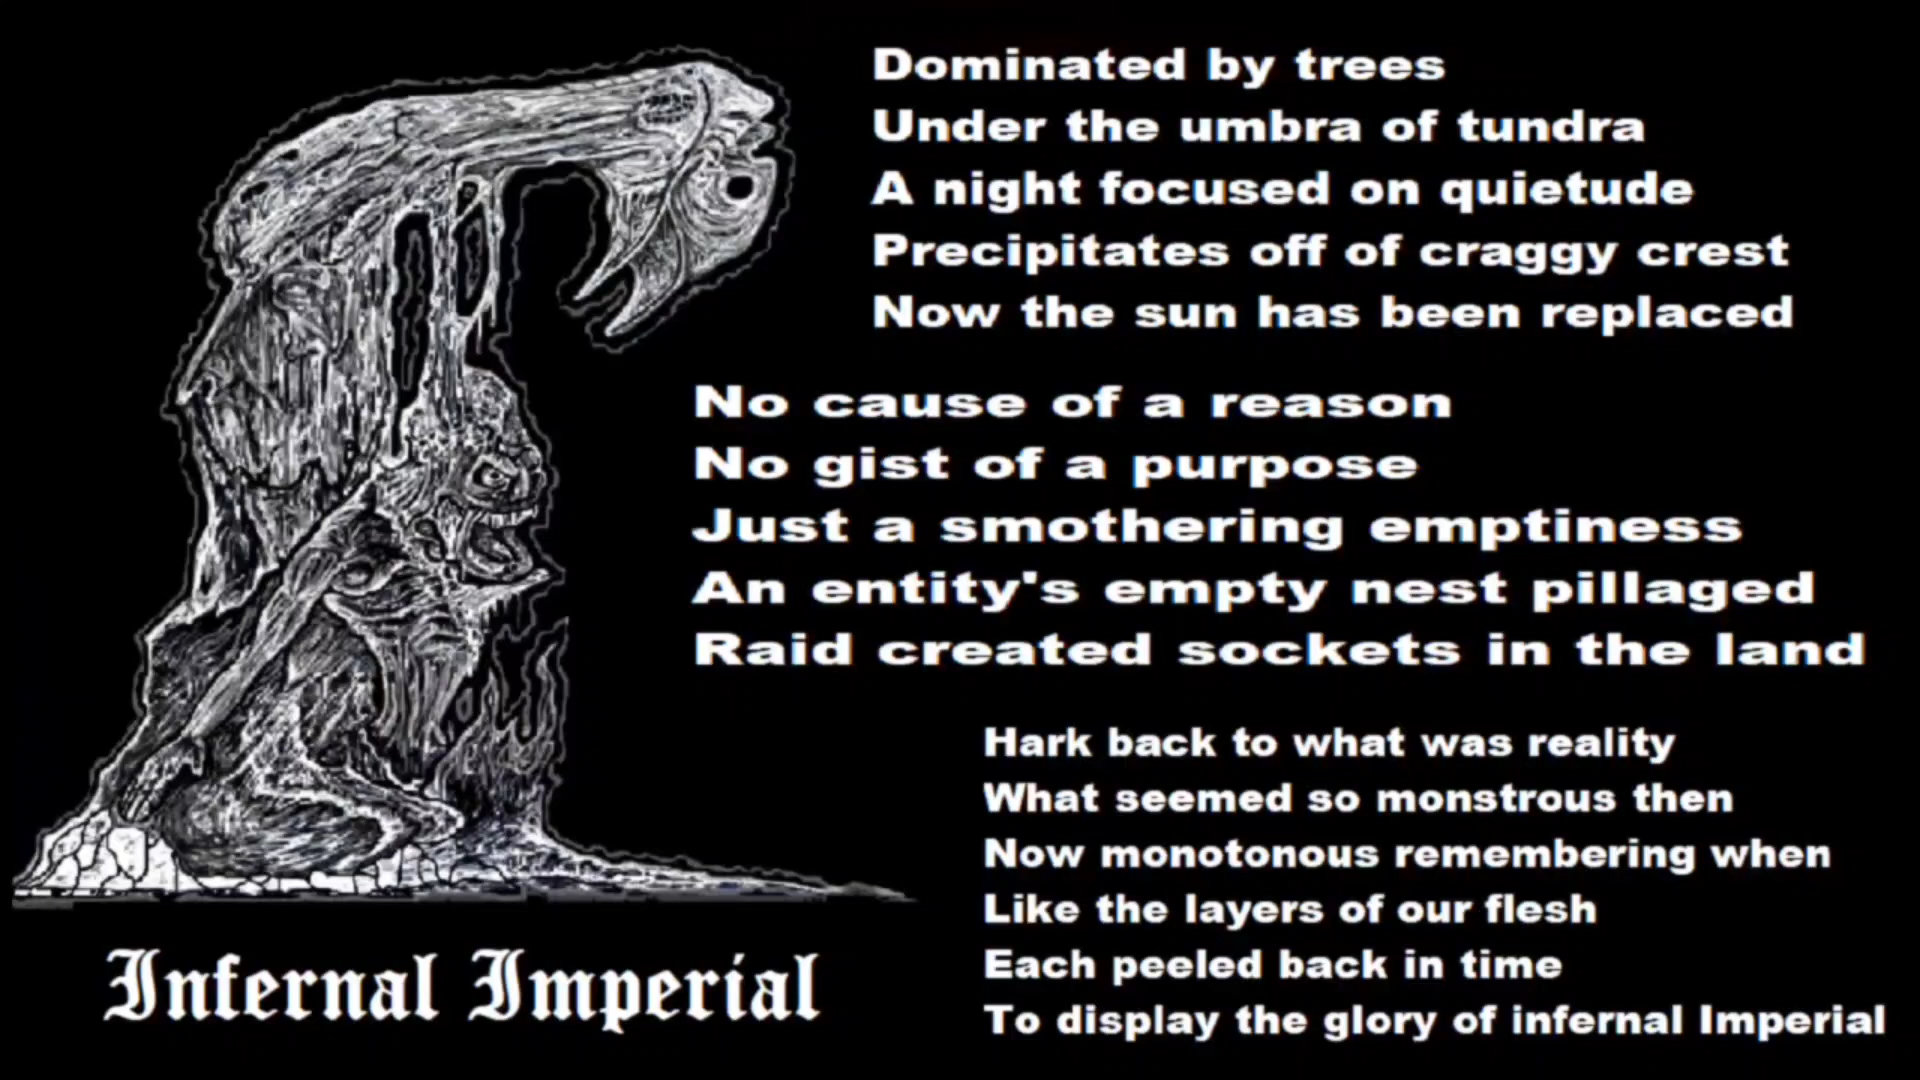 Dominated by trees
Under the umbra of tundra
A night focused on quietude
Precipitates off of craggy crest
Now the sun has been replaced
No cause of a reason
No gist of a purpose
Just a smothering emptiness
An entity's empty nest pillaged
Raid created sockets in the land
Hark back to what was reality
What seemed so monstrous then
Now monotonous remembering when
Like the layers of our flesh
Each peeled back in time
To display the glory of infernal Imperial
Infernal Imperial